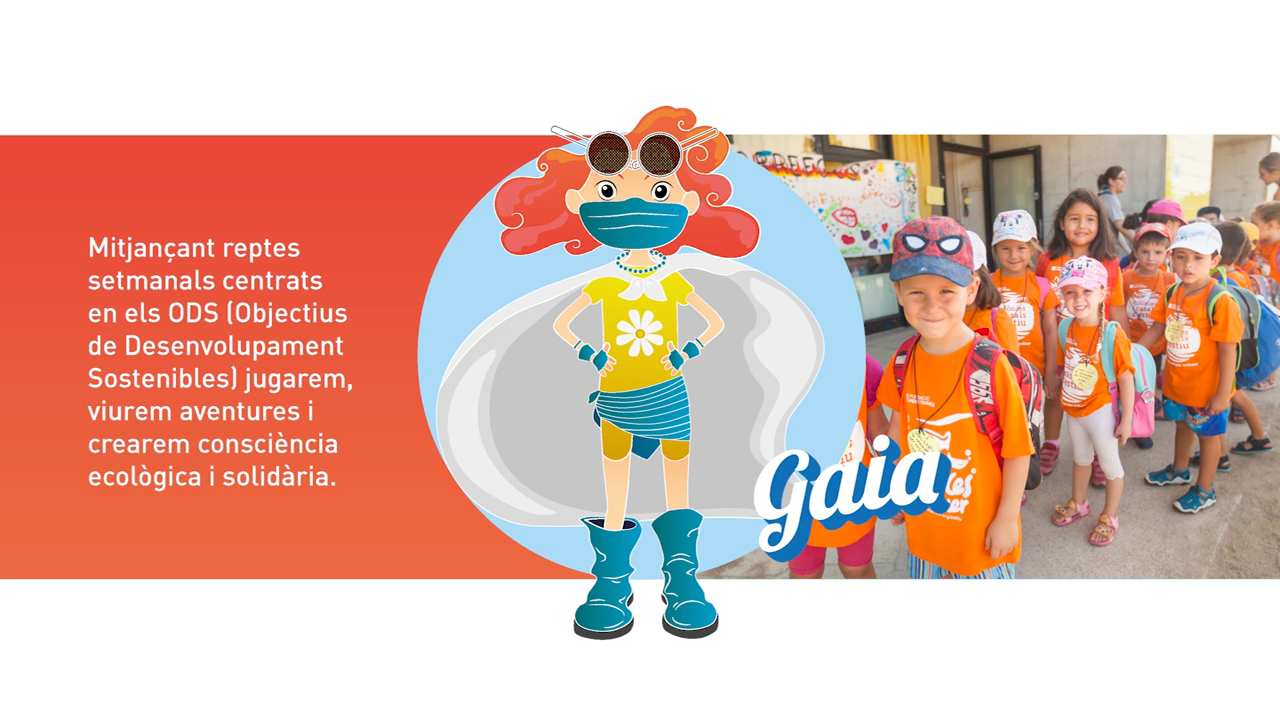 Mitjançant reptes
setmanals centrats
en els ODS (Objectius
de Desenvolupament
Sostenibles) jugarem,
viurem aventures i
crearem consciència
ecològica i solidària.
Gaia